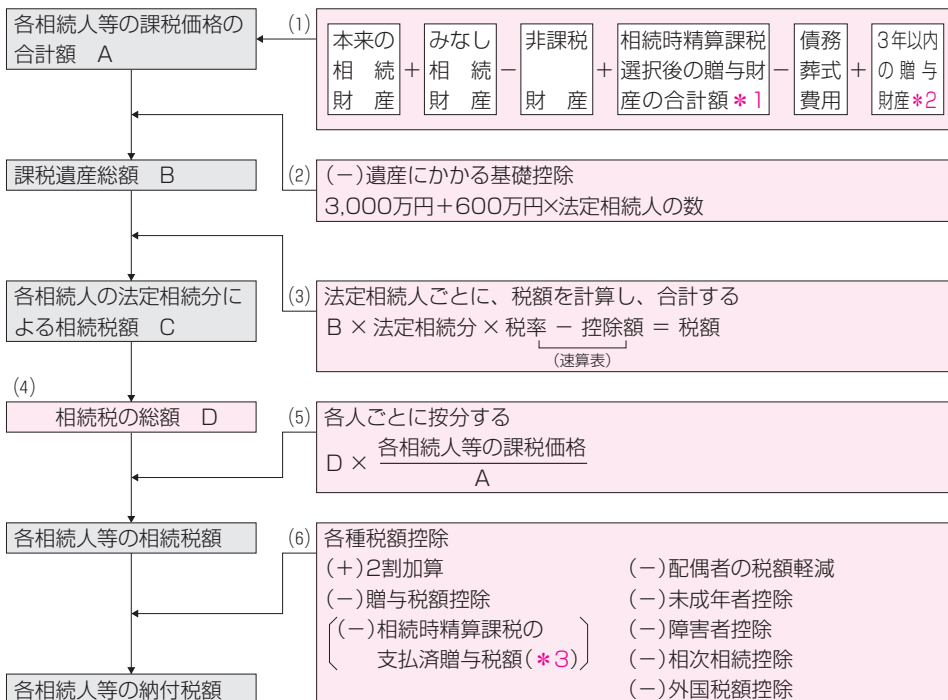 各相続人等の課税価格の
合計額 A
(1)
本来の
相続
財産
+
みなし
相続
財産
−
非課税
財産
+
相続時精算課税
選択後の贈与財
産の合計額*1
−
債務
葬式
費用
+
3年以内
の贈与
財産*2
課税遺産総額 B
(2)
(−)遺産にかかる基礎控除
3,000万円+600万円×法定相続人の数
各相続人の法定相続分に
よる相続税額 C
(3)
法定相続人ごとに、税額を計算し、合計する
B × 法定相続分 × 税率 − 控除額 = 税額
(速算表)
(4)
相続税の総額 D
(5)
各人ごとに按分する
D × 各相続人等の課税価格
A
各相続人等の相続税額
(6)
各種税額控除
(+)2割加算
(−)贈与税額控除
(−)相続時精算課税の
支払済贈与税額(*3)
(−)配偶者の税額軽減
(−)未成年者控除
(−)障害者控除
(−)相次相続控除
(−)外国税額控除
各相続人等の納付税額